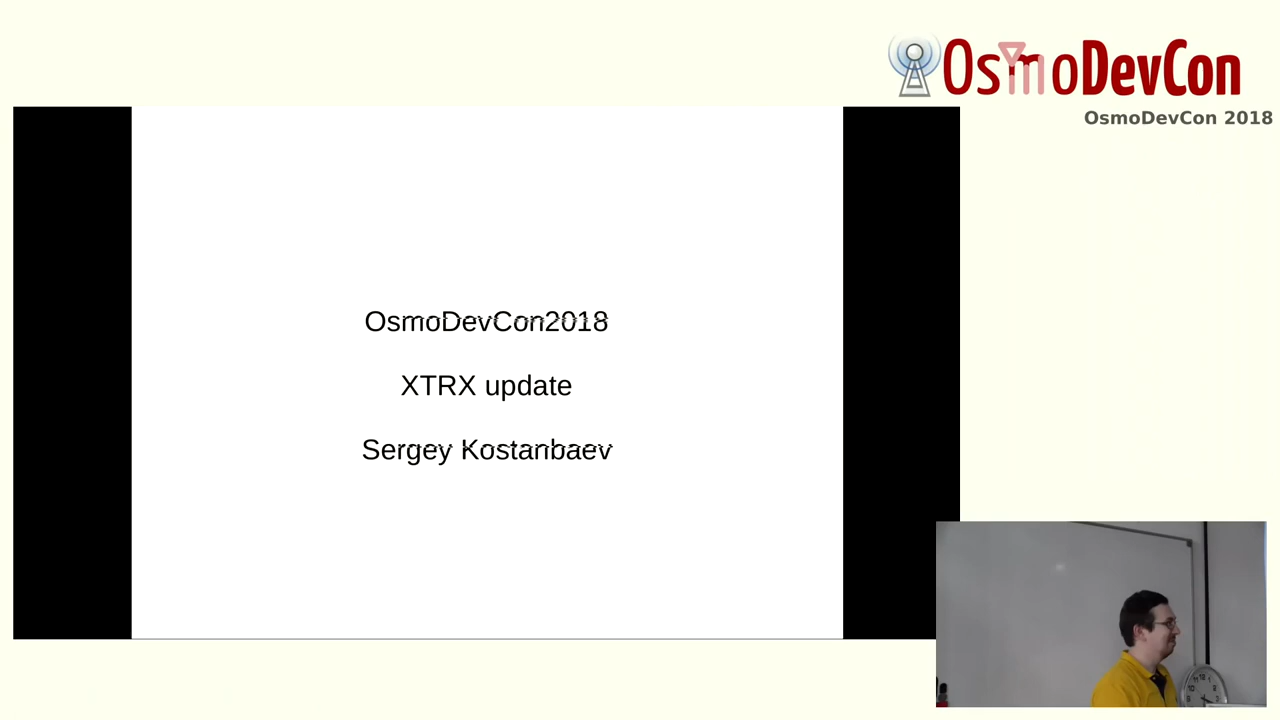 OsmoDevCon
OsmoDevCon 2018
OsmoDevCon2018
XTRX update
Sergey Kostanbaev